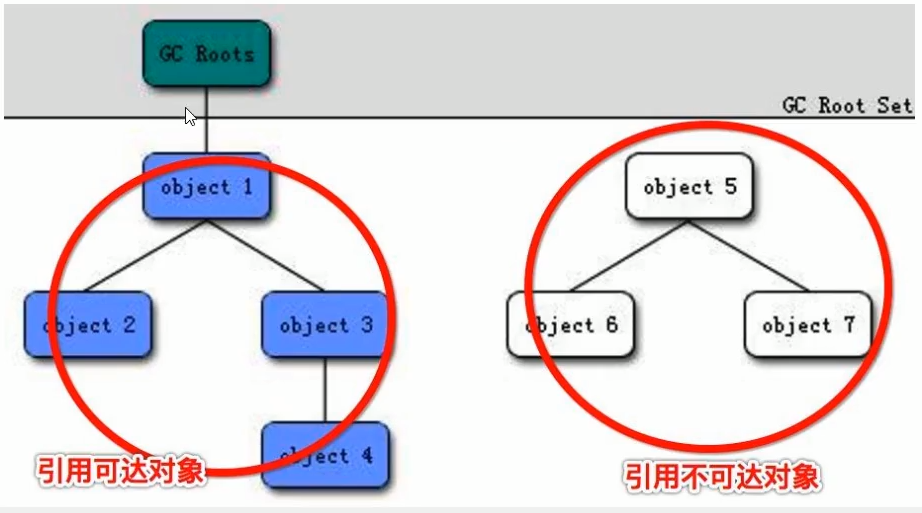 GC Roots
GC Root Set
object 1
object 5
object 2
object 3
object 6
object 7
object 4
引用可达对象
引用不可达对象